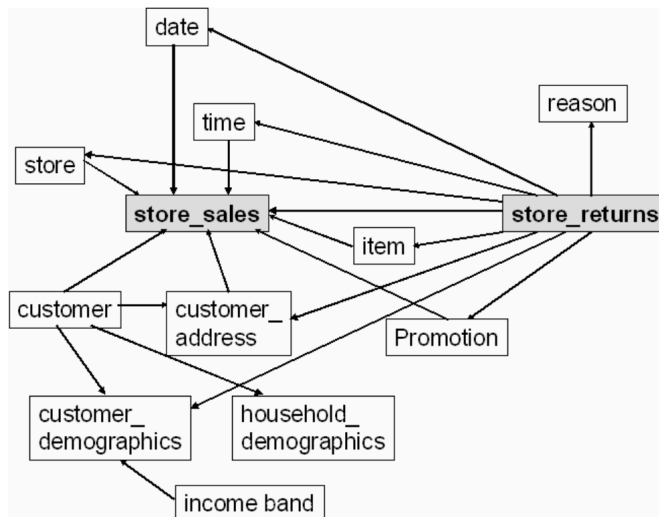 date
reason
time
store
store_sales
store_returns
item
customer
customer_
address
Promotion
customer_
demographics
household_
demographics
income band